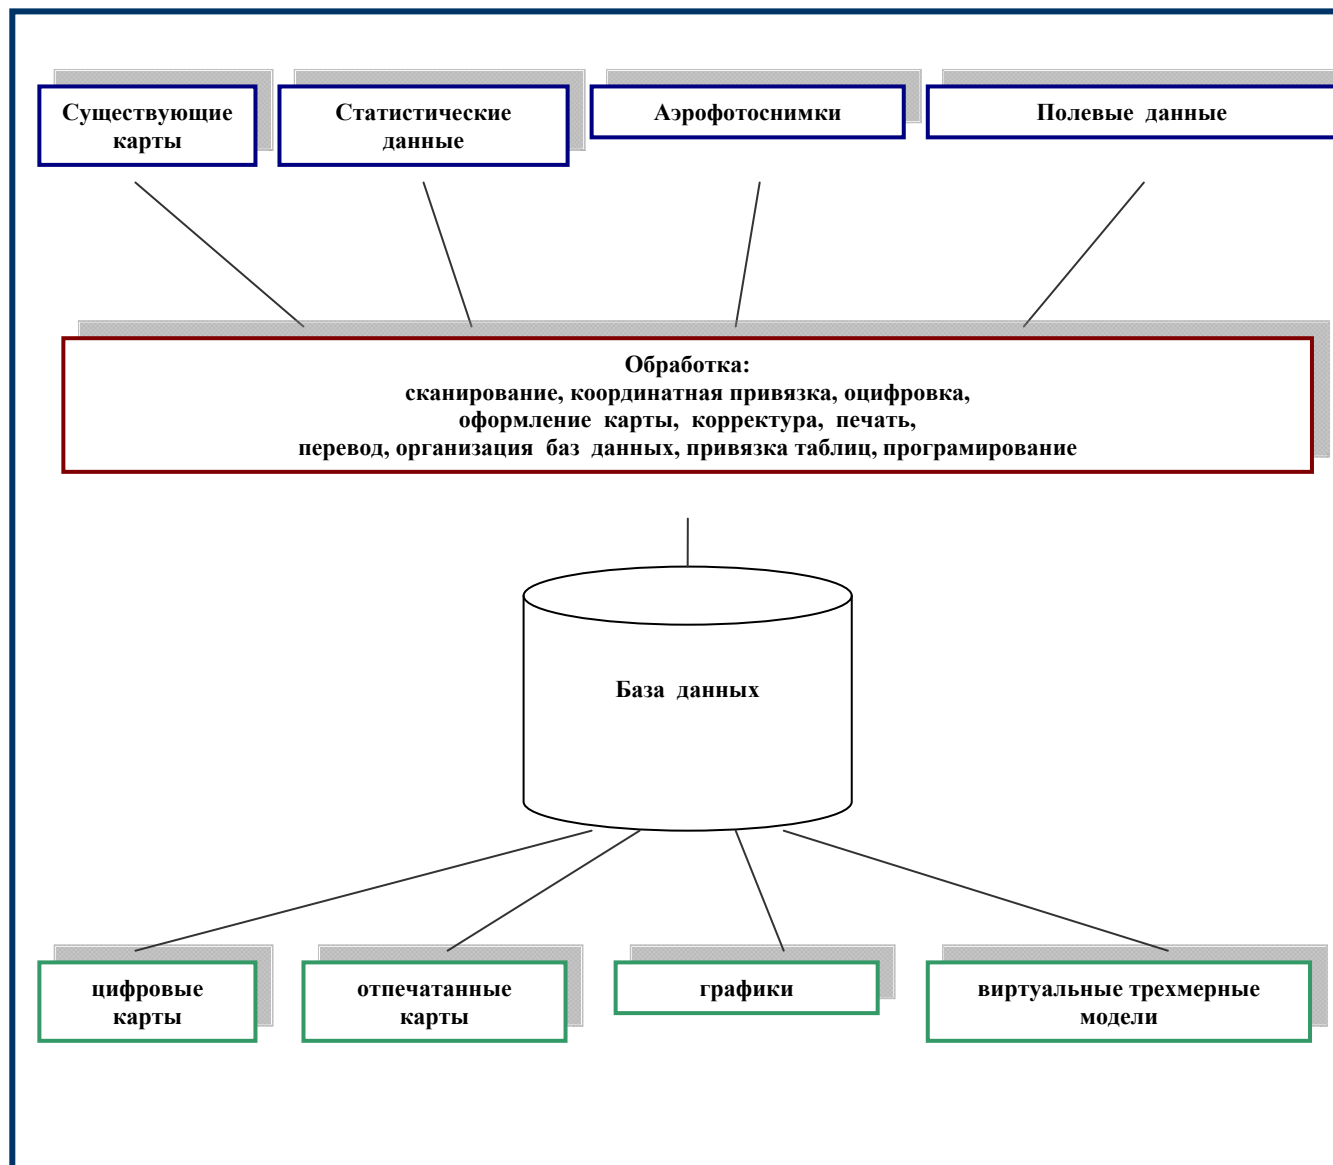 Существующие
карты
Статистические
данные
Аэрофотоснимки
Полевые данные
Обработка:
сканирование, координатная привязка, оцифровка,
оформление карты, корректура, печать,
перевод, организация баз данных, привязка таблиц, програмирование
База данных
цифровые
карты
отпечатанные
карты
графики
виртуальные трехмерные
модели